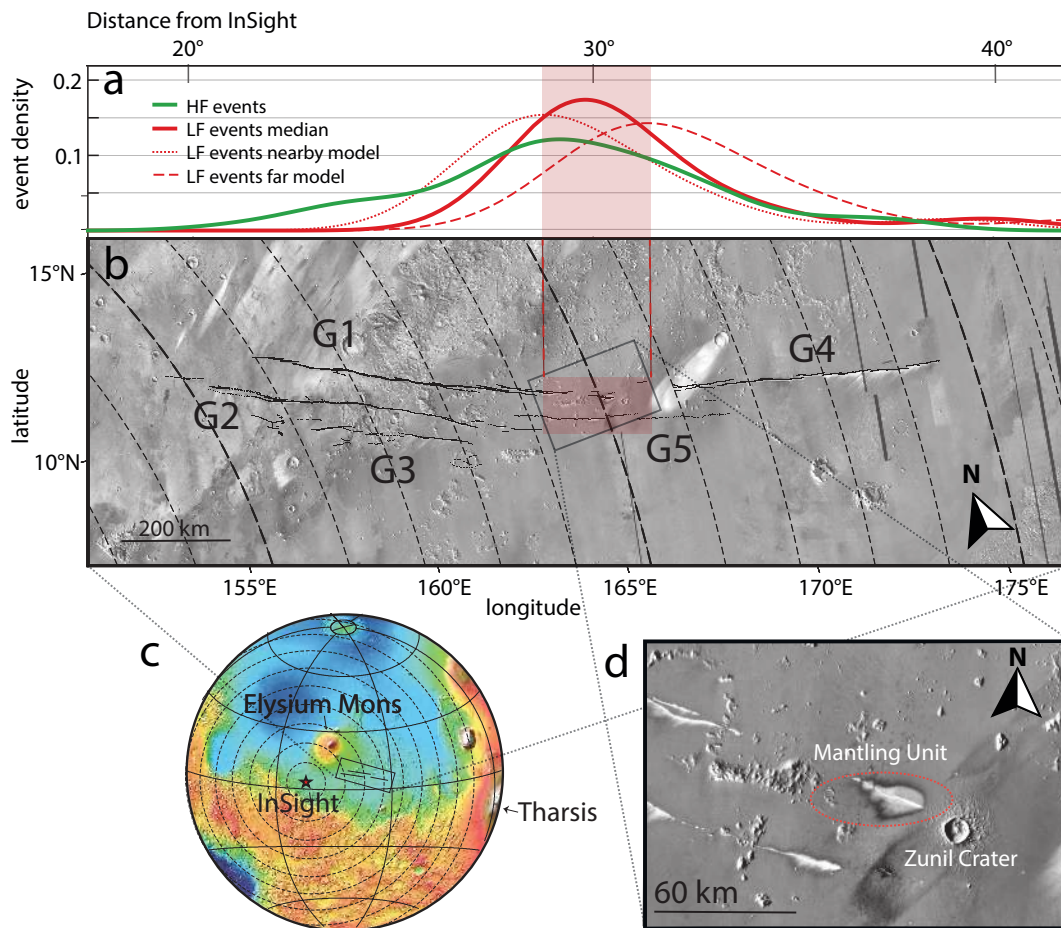 Distance from InSight
20° 30° 40°
a
event density
0.2
0.1
HF events
LF events median
LF events nearby model
LF events far model
b
latitude
15°N
10°N
G1
G2
G3
G4
G5
200 km
N
155°E 160°E 165°E 170°E 175°E
longitude
c
Elysium Mons
InSight
←Tharsis
d
N
Mantling Unit
Zunil Crater
60 km